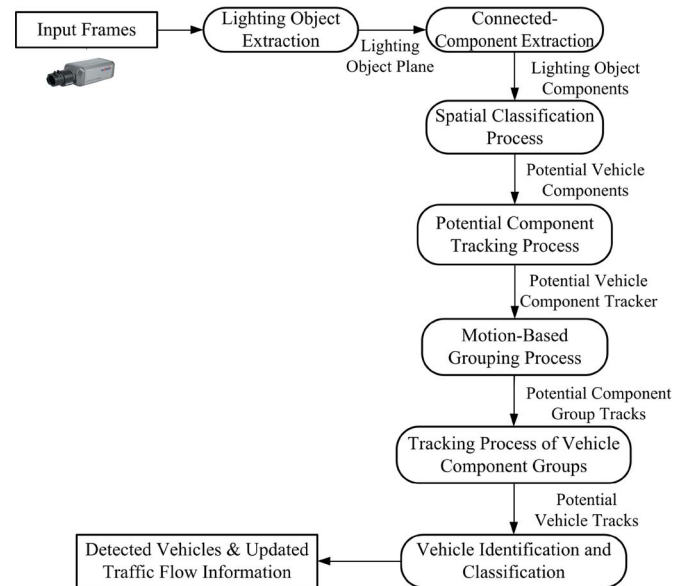 Input Frames
Lighting Object
Extraction
Lighting
Object Plane
Connected-
Component Extraction
Lighting Object
Components
Spatial Classification
Process
Potential Vehicle
Components
Potential Component
Tracking Process
Potential Vehicle
Component Tracker
Motion-Based
Grouping Process
Potential Component
Group Tracks
Tracking Process of Vehicle
Component Groups
Potential
Vehicle Tracks
Vehicle Identification and
Classification
Detected Vehicles & Updated
Traffic Flow Information